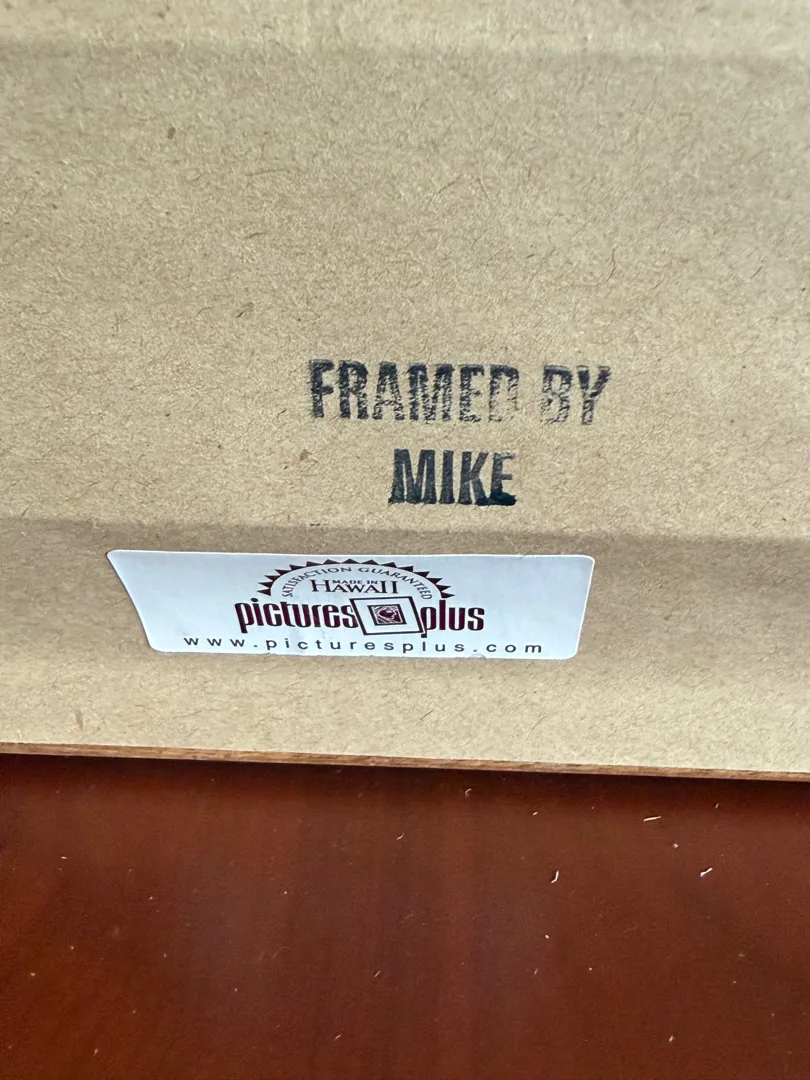 FRAMED BY
MIKE
SATISFACTION GUARANTEED
MADE IN
HAWAII
pictures plus
www.picturesplus.com